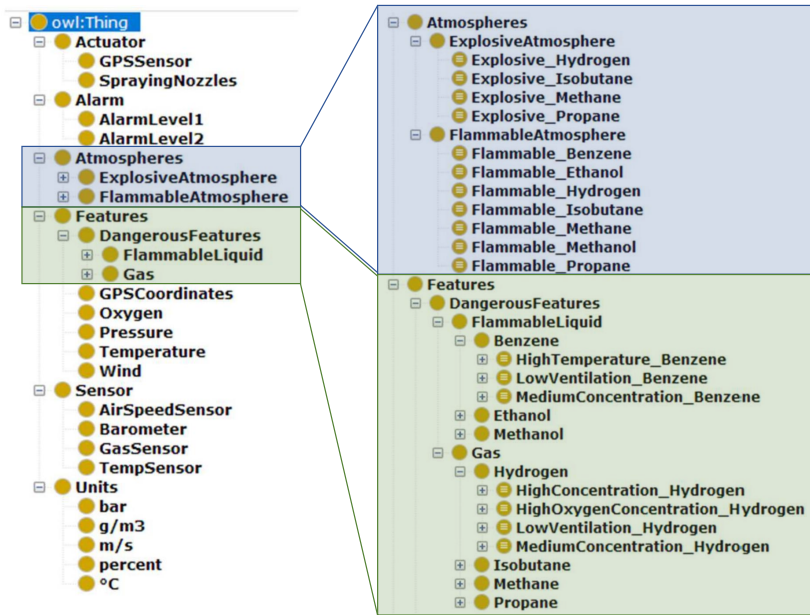 owl:Thing
Actuator
GPSSensor
SprayingNozzles
Alarm
AlarmLevel1
AlarmLevel2
Atmospheres
ExplosiveAtmosphere
FlammableAtmosphere
Features
DangerousFeatures
FlammableLiquid
Gas
GPSCoordinates
Oxygen
Pressure
Temperature
Wind
Sensor
AirSpeedSensor
Barometer
GasSensor
TempSensor
Units
bar
g/m3
m/s
percent
°C
Atmospheres
ExplosiveAtmosphere
Explosive_Hydrogen
Explosive_Isobutane
Explosive_Methane
Explosive_Propane
FlammableAtmosphere
Flammable_Benzene
Flammable_Ethanol
Flammable_Hydrogen
Flammable_Isobutane
Flammable_Methane
Flammable_Methanol
Flammable_Propane
Features
DangerousFeatures
FlammableLiquid
Benzene
HighTemperature_Benzene
LowVentilation_Benzene
MediumConcentration_Benzene
Ethanol
Methanol
Gas
Hydrogen
HighConcentration_Hydrogen
HighOxygenConcentration_Hydrogen
LowVentilation_Hydrogen
MediumConcentration_Hydrogen
Isobutane
Methane
Propane